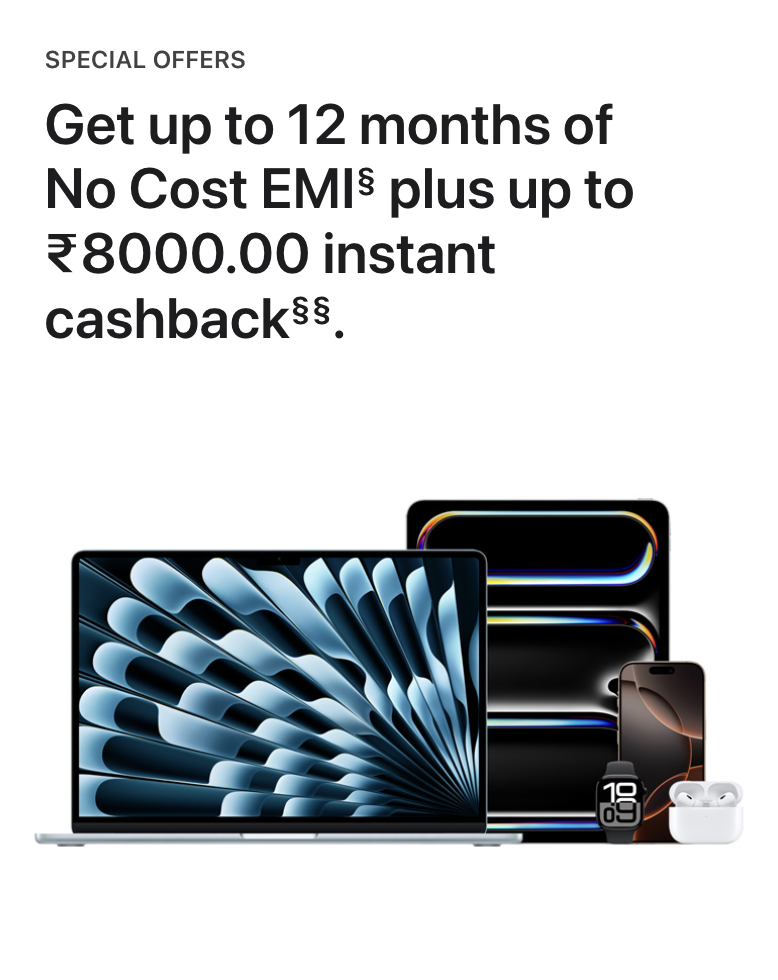 SPECIAL OFFERS
Get up to 12 months of
No Cost EMI§ plus up to
₹8000.00 instant
cashback§§.
10
09